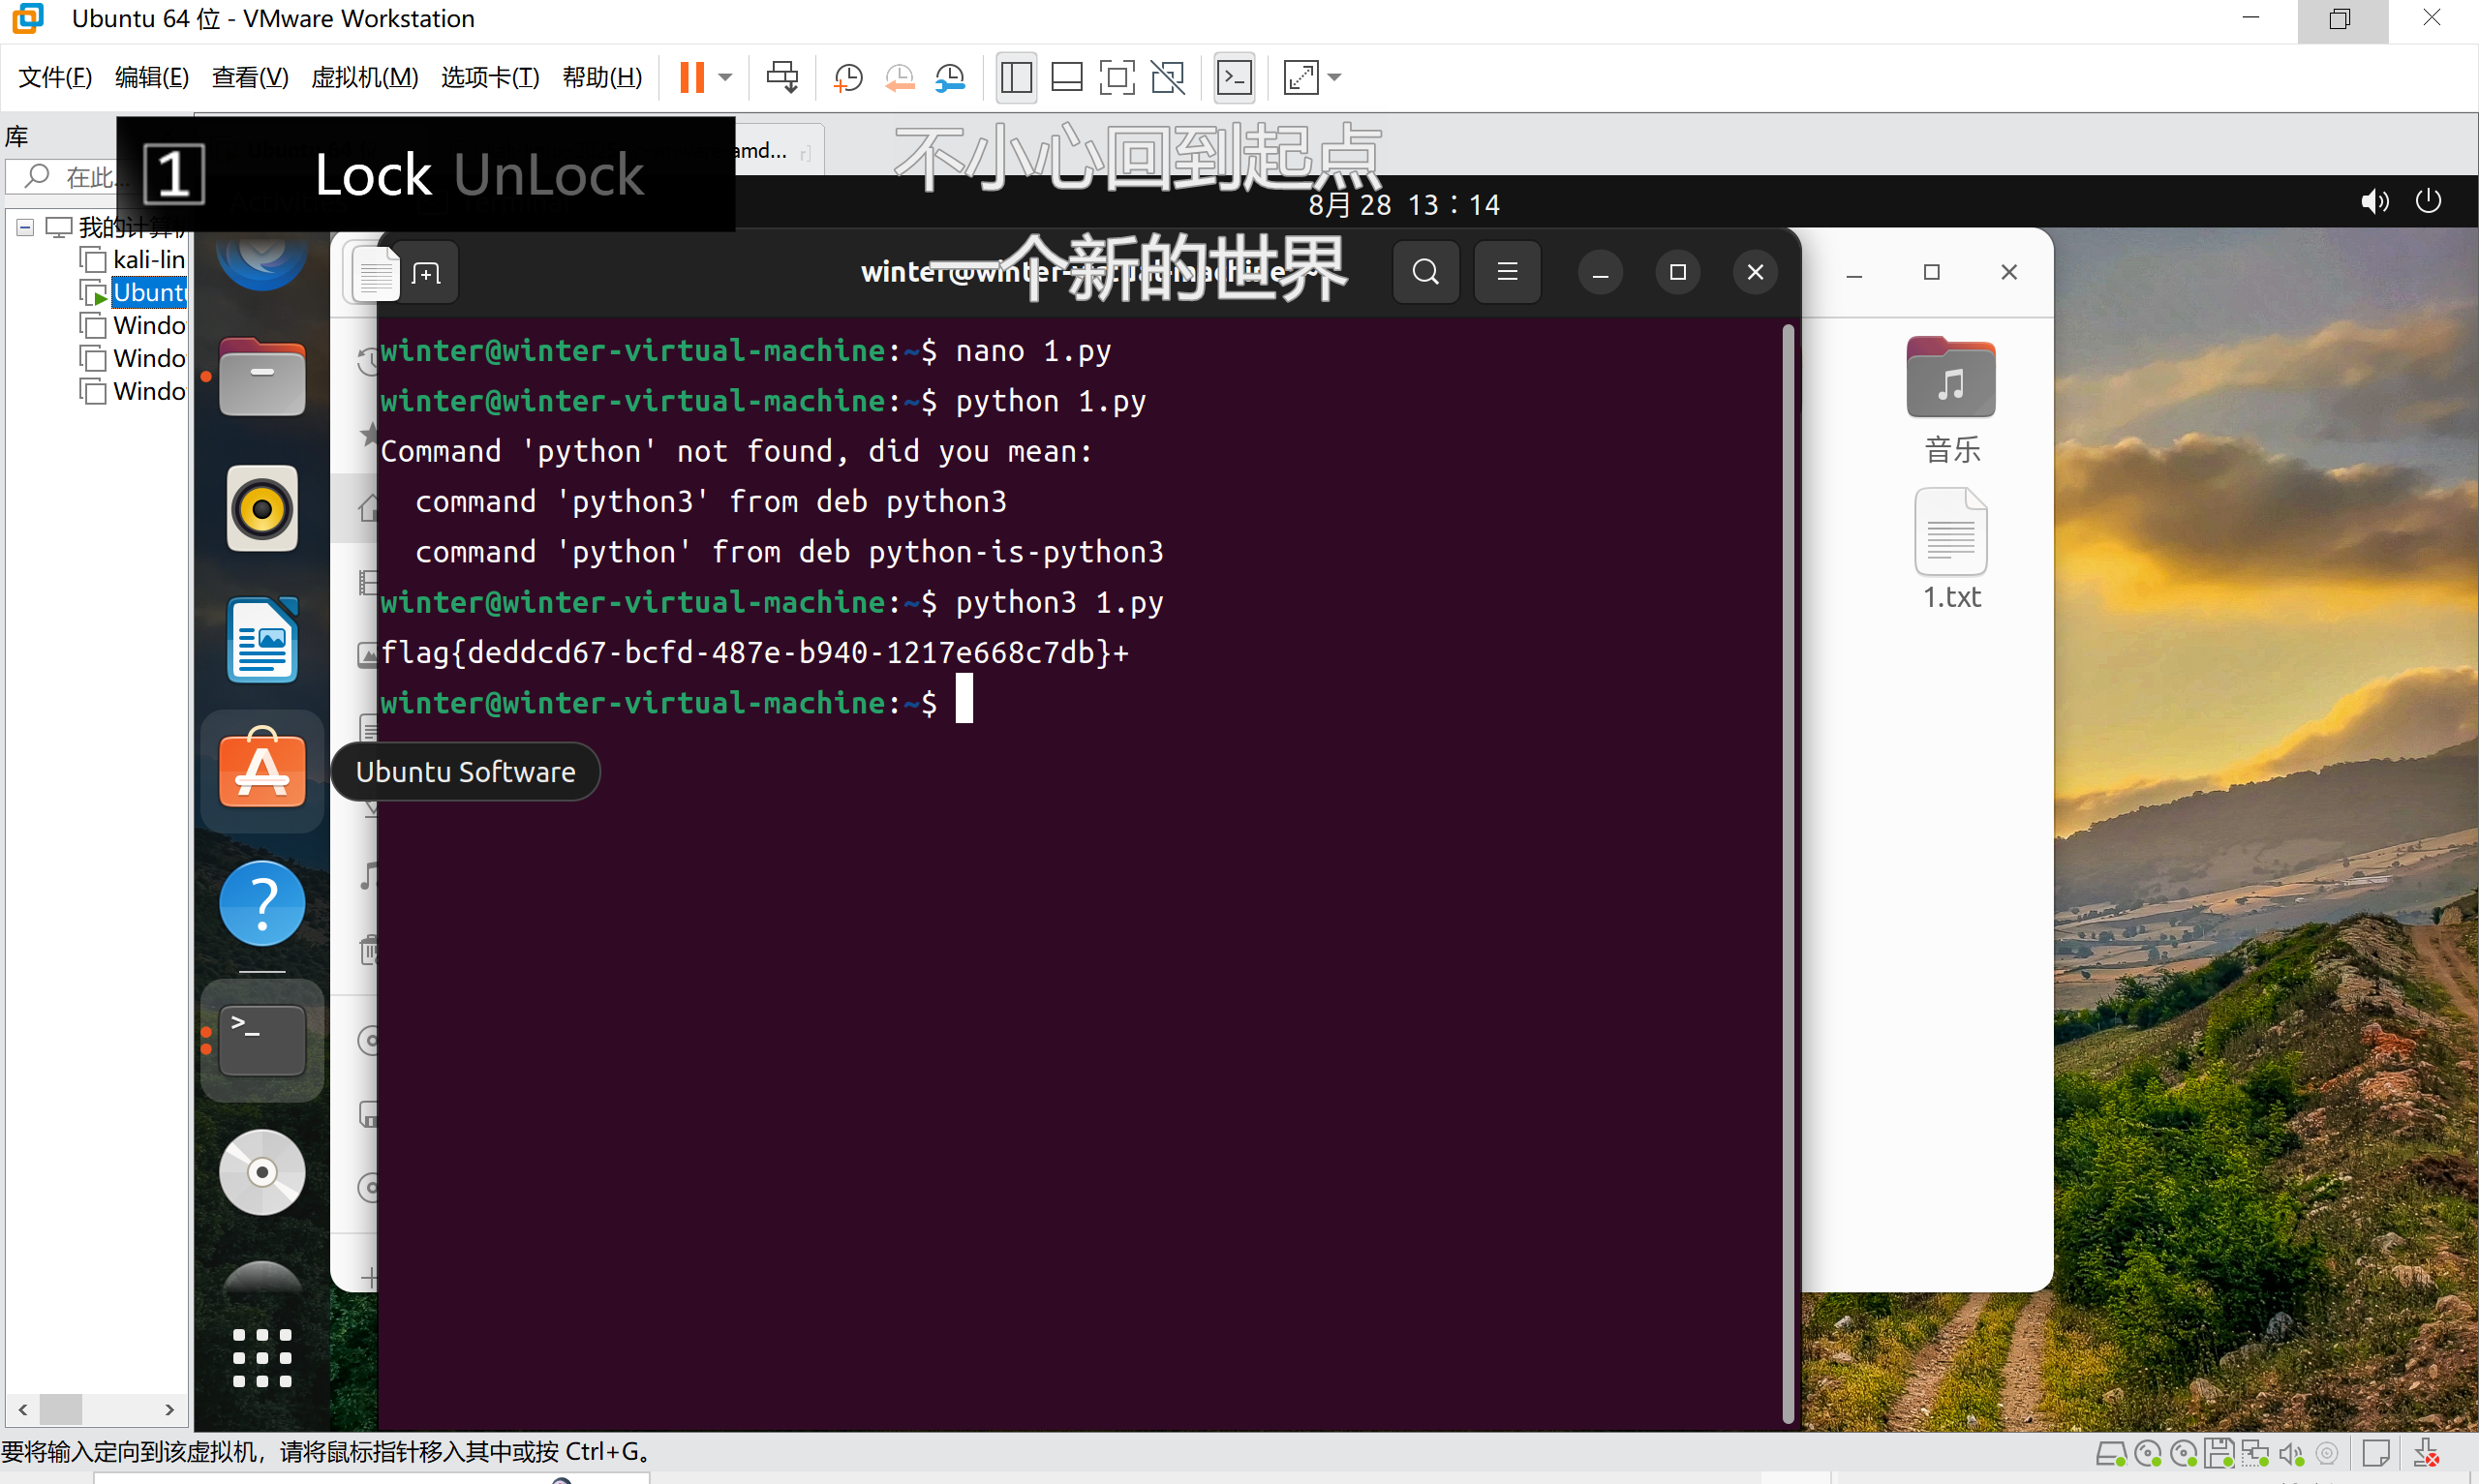 Ubuntu 64 位 - VMware Workstation
文件(F) 编辑(E) 查看(V) 虚拟机(M) 选项卡(T) 帮助(H)
库
在此...
1 Lock UnLock
amd...
不小心回到起点
8月 28 13：14
一个新的世界
我的计算机
kali-lin
Ubuntu
Windo
Windo
Windo
winter@winter-virtual-machine: ~
winter@winter-virtual-machine:~$ nano 1.py
winter@winter-virtual-machine:~$ python 1.py
Command 'python' not found, did you mean:
command 'python3' from deb python3
command 'python' from deb python-is-python3
winter@winter-virtual-machine:~$ python3 1.py
flag{deddcd67-bcfd-487e-b940-1217e668c7db}+
winter@winter-virtual-machine:~$
Ubuntu Software
音乐
1.txt
要将输入定向到该虚拟机，请将鼠标指针移入其中或按 Ctrl+G。